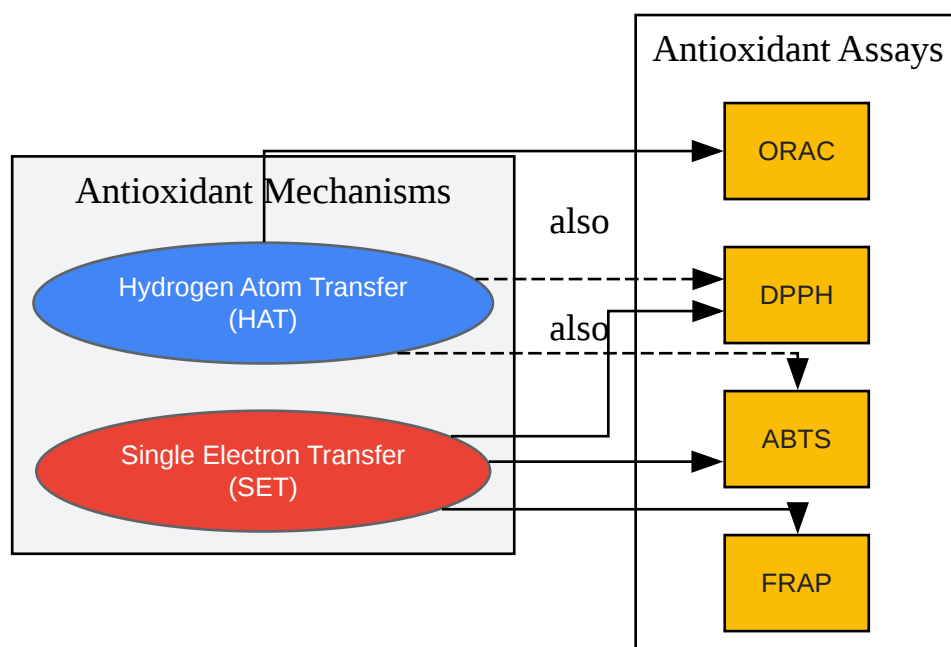 Antioxidant Assays
ORAC
Antioxidant Mechanisms
also
Hydrogen Atom Transfer
(HAT)
DPPH
also
Single Electron Transfer
(SET)
ABTS
FRAP